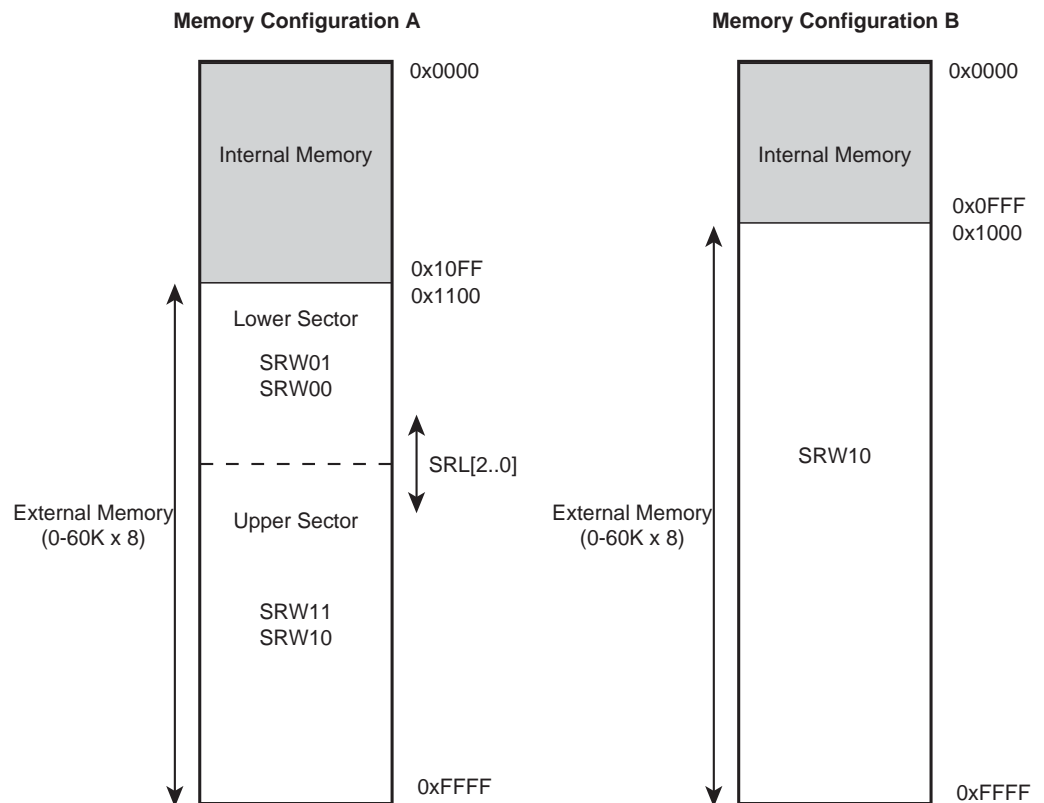 Memory Configuration A
0x0000
Internal Memory
0x10FF
0x1100
Lower Sector
SRW01
SRW00
SRL[2..0]
External Memory
(0-60K x 8)
Upper Sector
SRW11
SRW10
0xFFFF
Memory Configuration B
0x0000
Internal Memory
0x0FFF
0x1000
SRW10
External Memory
(0-60K x 8)
0xFFFF